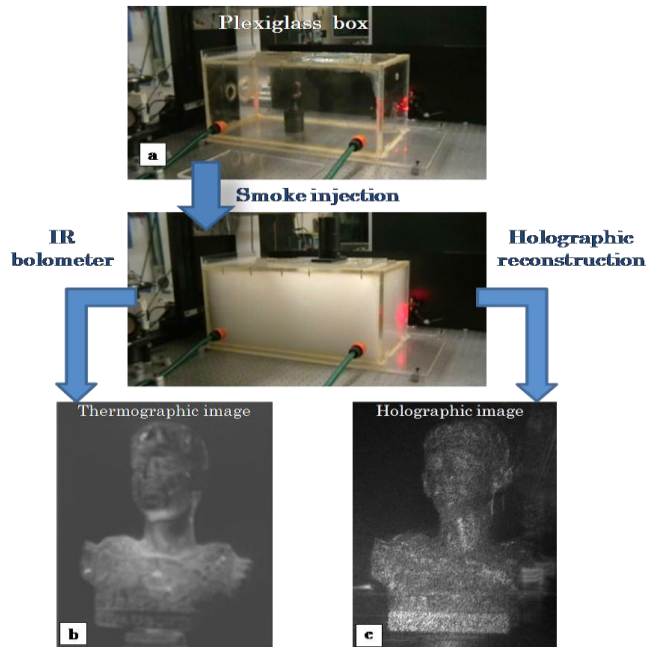 Plexiglass box
a
Smoke injection
IR
bolometer
Holographic
reconstruction
Thermographic image
Holographic image
b
c